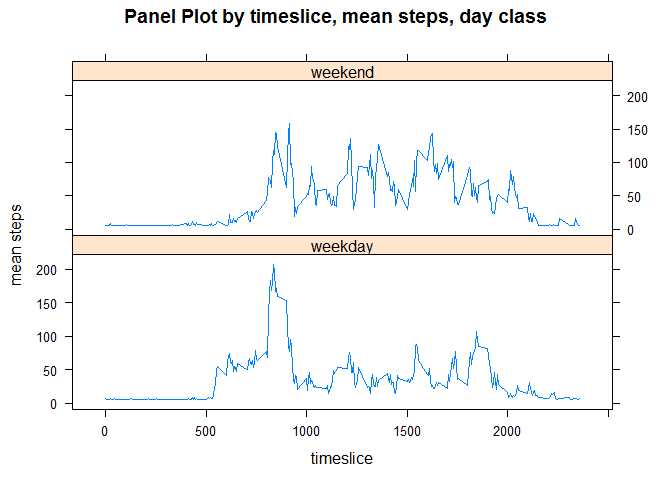 Panel Plot by timeslice, mean steps, day class
weekend
200
150
100
50
0
mean steps
weekday
200
150
100
50
0
0 500 1000 1500 2000
timeslice